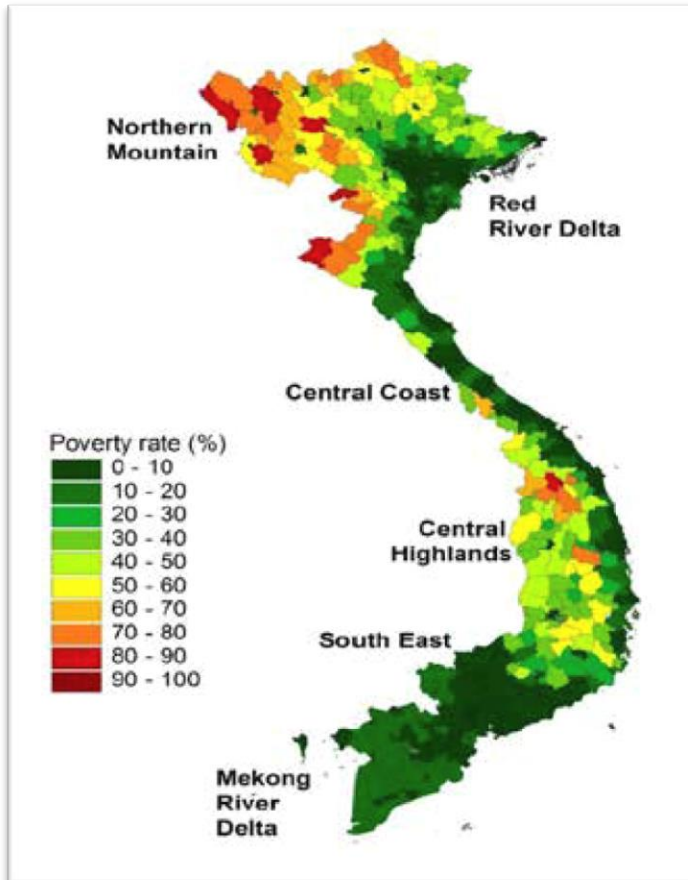 Northern
Mountain
Red
River Delta
Central Coast
Poverty rate (%)
0 - 10
10 - 20
20 - 30
30 - 40
40 - 50
50 - 60
60 - 70
70 - 80
80 - 90
90 - 100
Central
Highlands
South East
Mekong
River
Delta